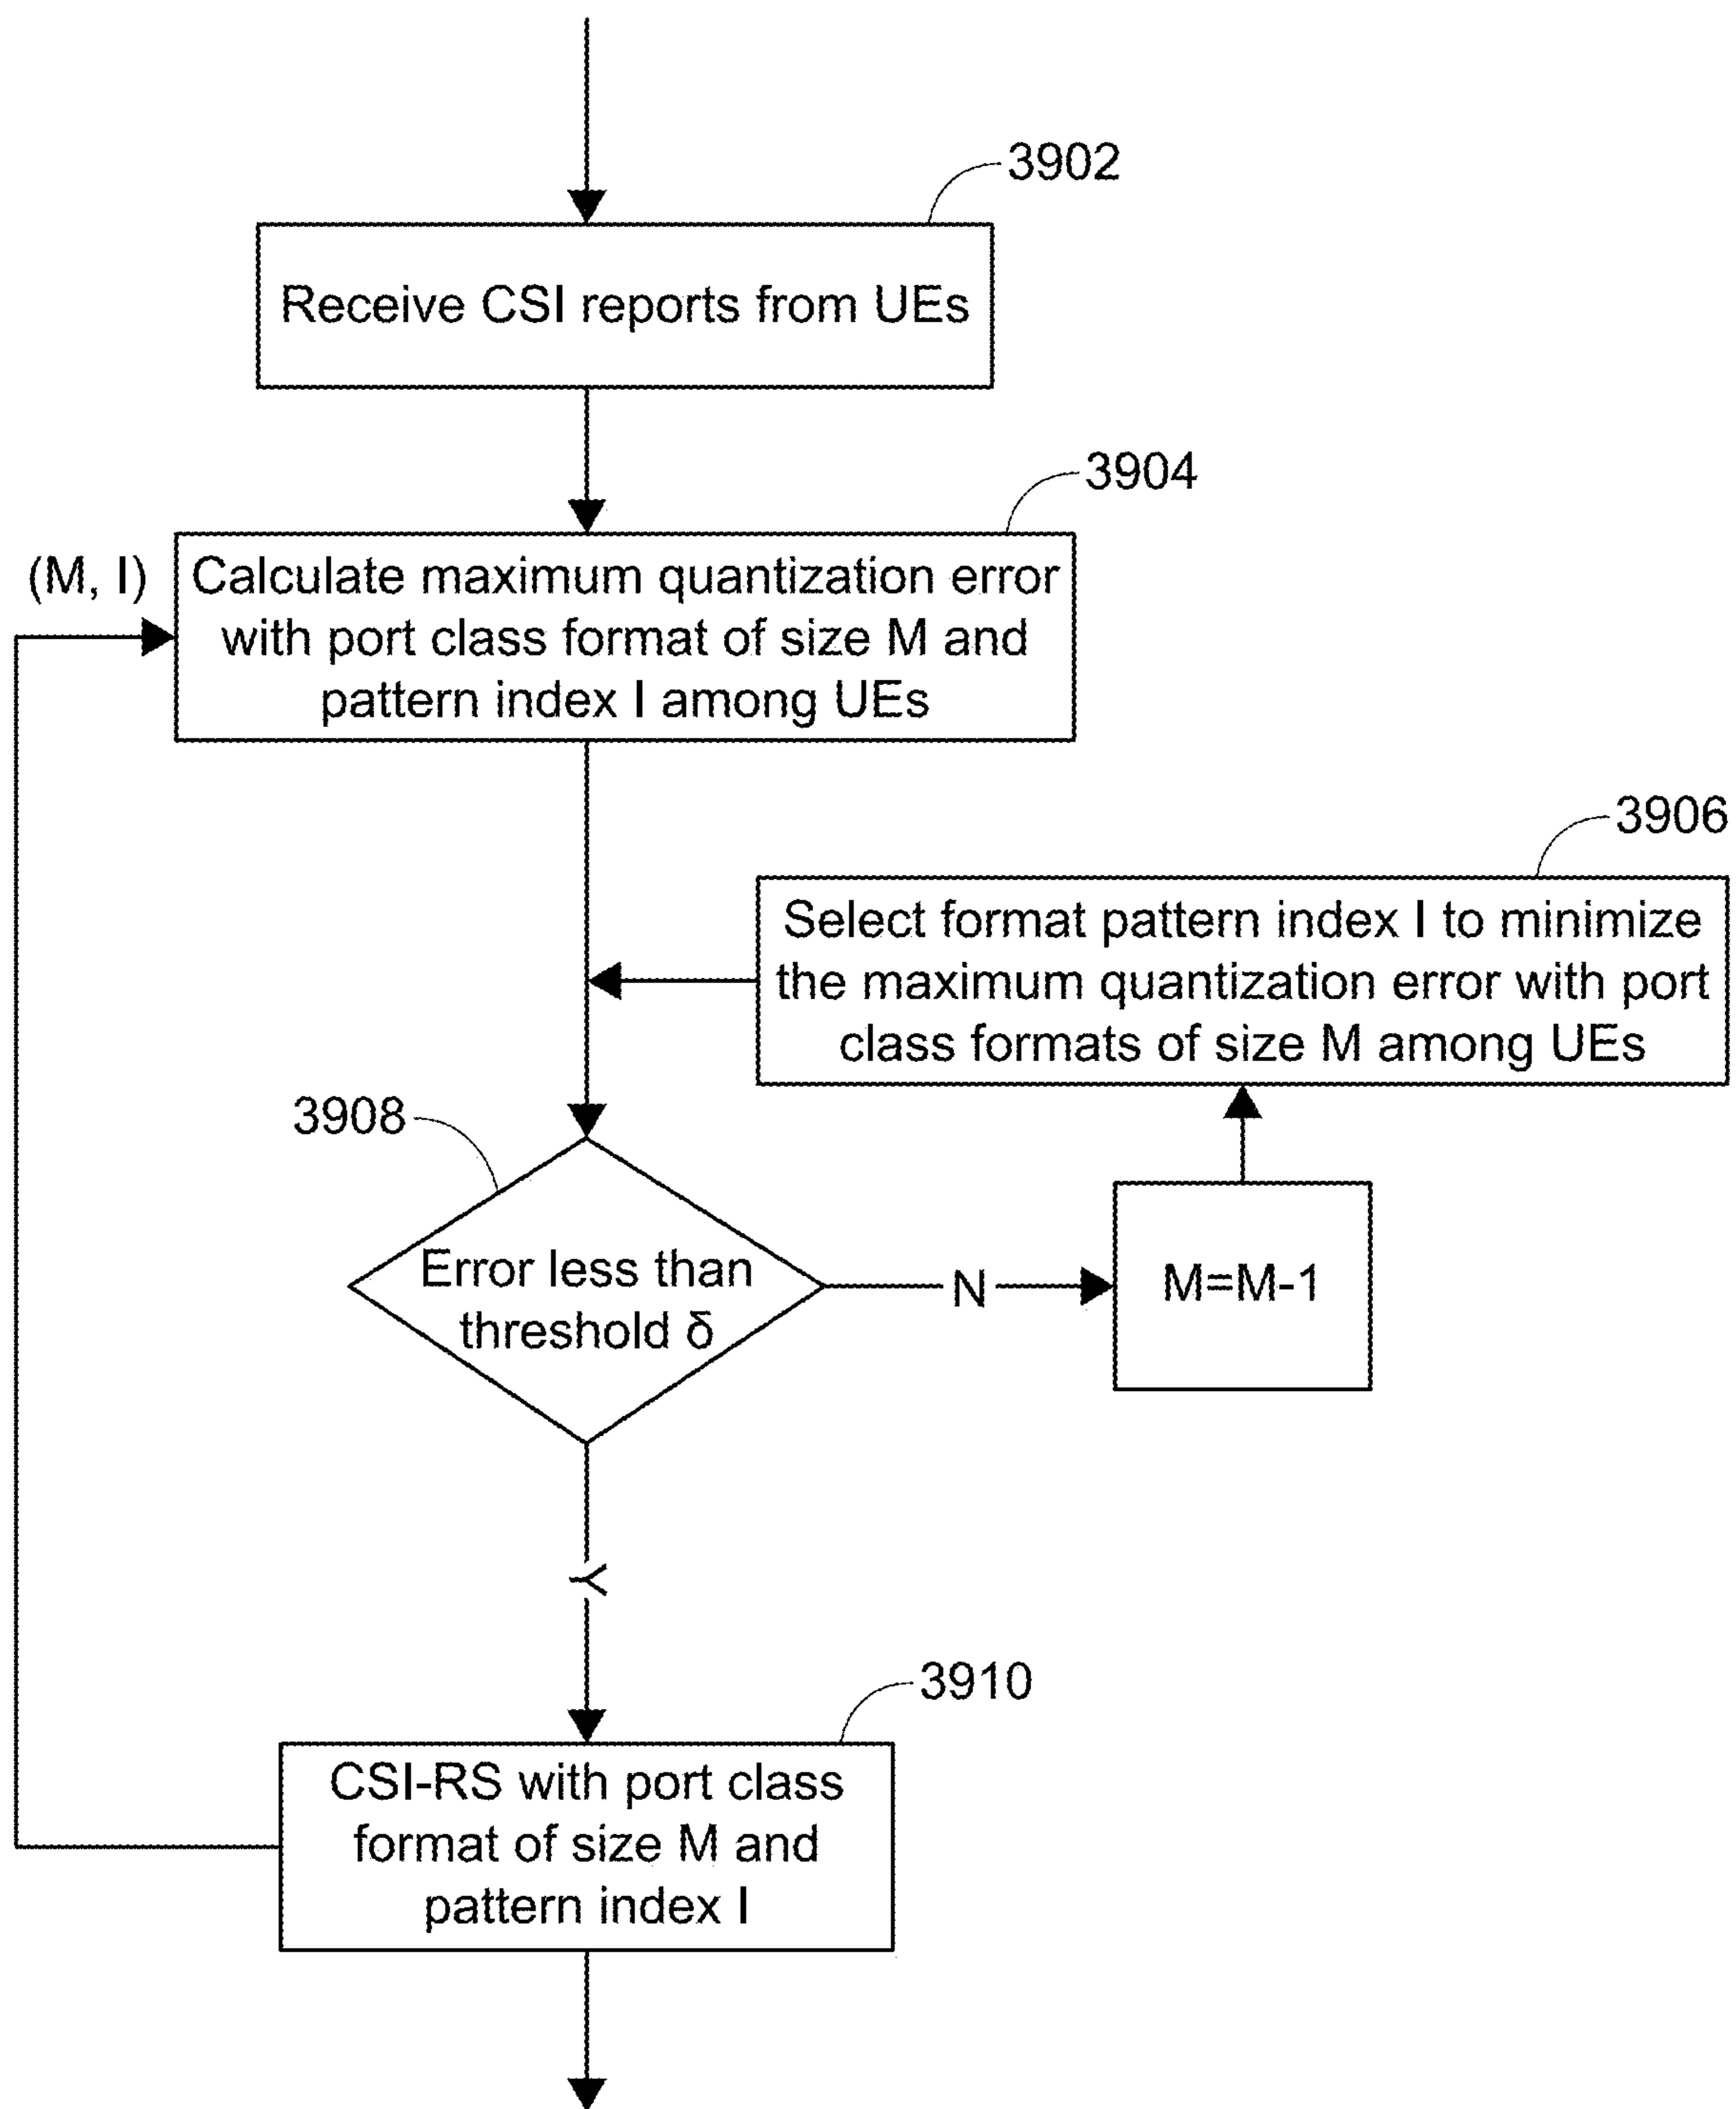 3902
Receive CSI reports from UEs
3904
(M, I)
Calculate maximum quantization error
with port class format of size M and
pattern index I among UEs
3906
Select format pattern index I to minimize
the maximum quantization error with port
class formats of size M among UEs
3908
Error less than
threshold δ
N
M=M-1
Y
3910
CSI-RS with port class
format of size M and
pattern index I